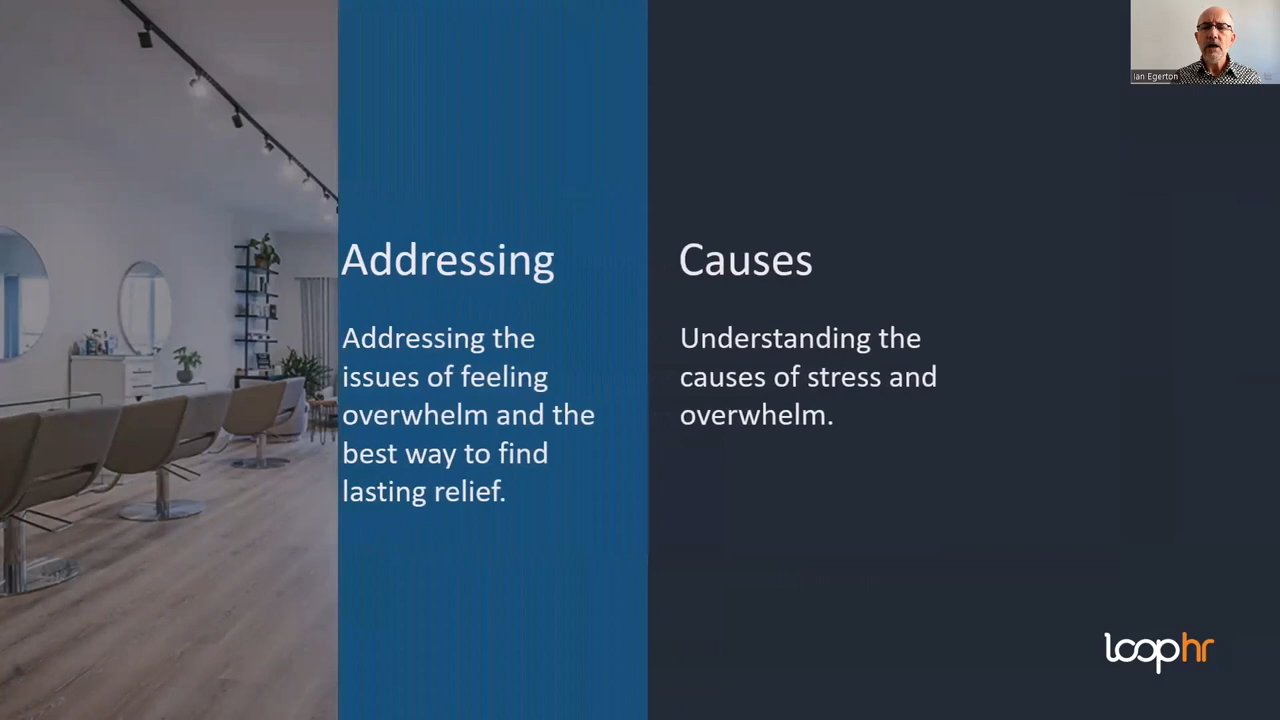 Ian Egerton
Addressing
Addressing the
issues of feeling
overwhelm and the
best way to find
lasting relief.
Causes
Understanding the
causes of stress and
overwhelm.
loophr